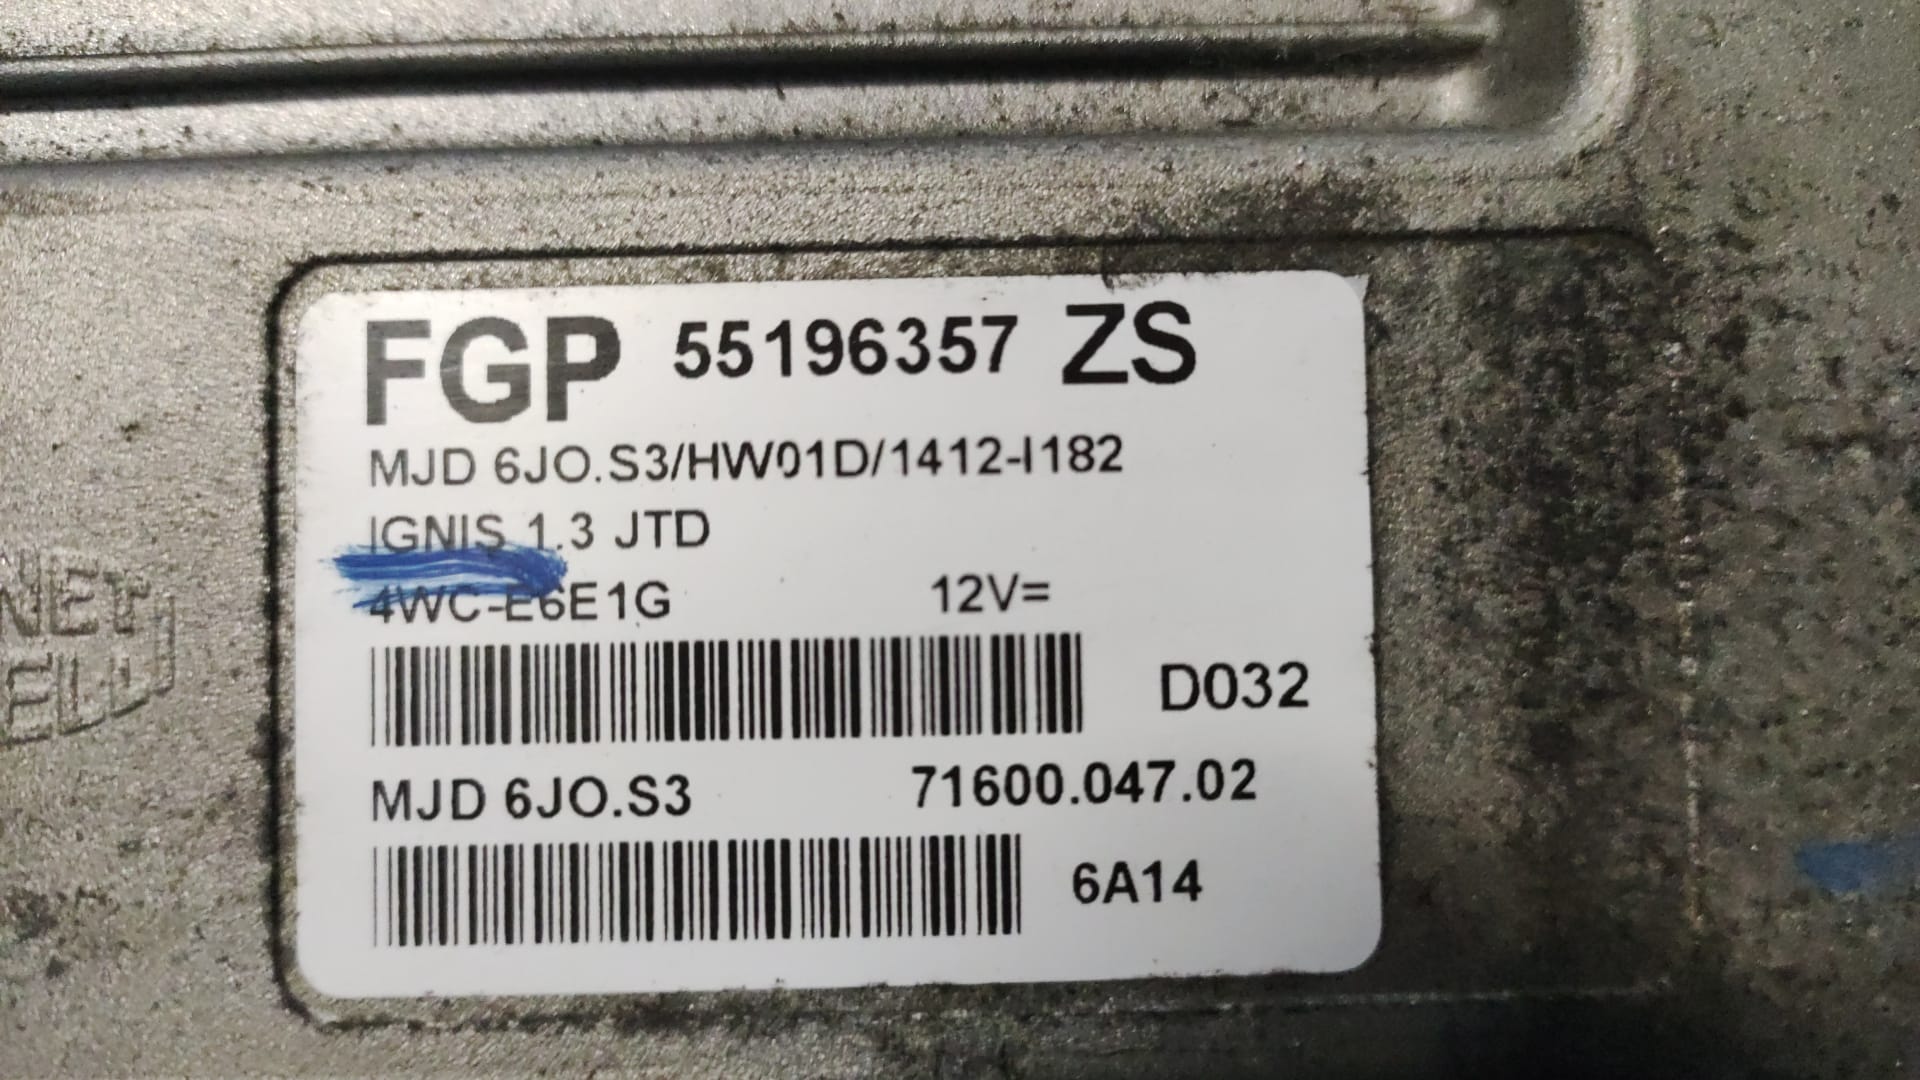 FGP 55196357 ZS
MJD 6JO.S3/HW01D/1412-I182
IGNIS 1.3 JTD
4WC-E6E1G 12V=
D032
MJD 6JO.S3 71600.047.02
6A14